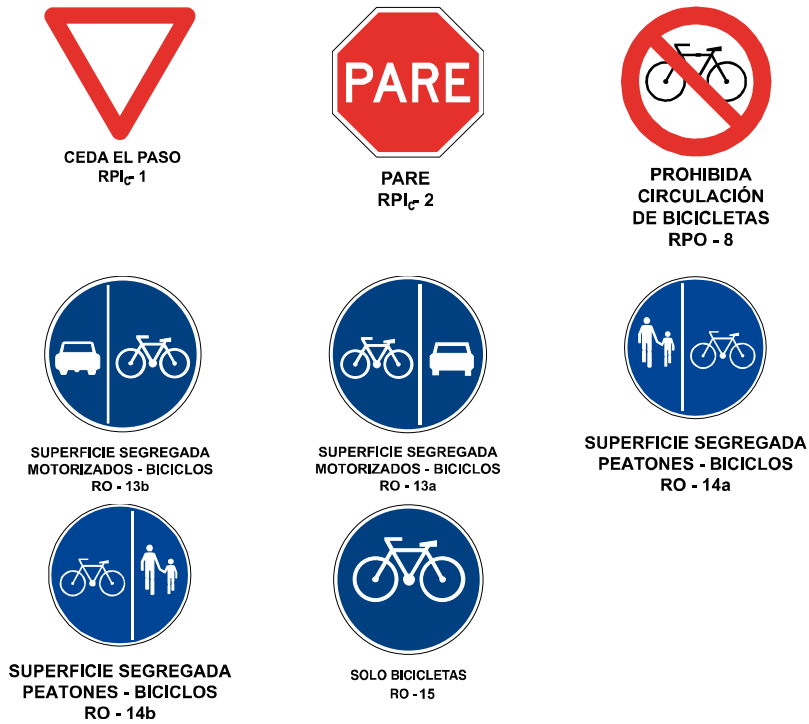 CEDA EL PASO
RPIC- 1
PARE
PARE
RPIC- 2
PROHIBIDA
CIRCULACIÓN
DE BICICLETAS
RPO - 8
SUPERFICIE SEGREGADA
MOTORIZADOS - BICICLOS
RO - 13b
SUPERFICIE SEGREGADA
MOTORIZADOS - BICICLOS
RO - 13a
SUPERFICIE SEGREGADA
PEATONES - BICICLOS
RO - 14a
SUPERFICIE SEGREGADA
PEATONES - BICICLOS
RO - 14b
SOLO BICICLETAS
RO - 15